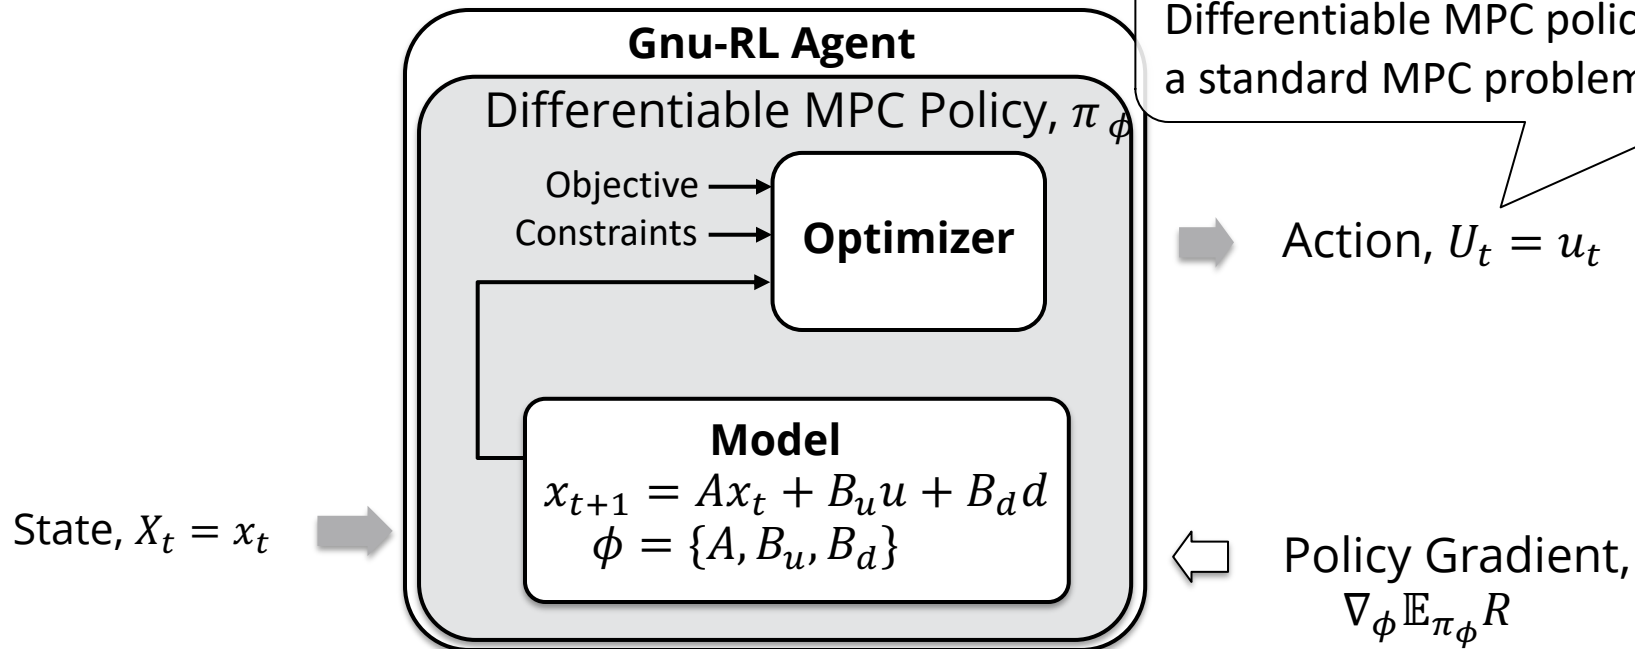 Differentiable MPC
a standard MPC problem
Gnu-RL Agent
Differentiable MPC Policy, π_ϕ
Objective
Constraints
Optimizer
Action, U_t = u_t
Model
x_{t+1} = Ax_t + B_u u + B_d d
ϕ = {A, B_u, B_d}
State, X_t = x_t
Policy Gradient,
∇_ϕ 𝔼_{π_ϕ} R